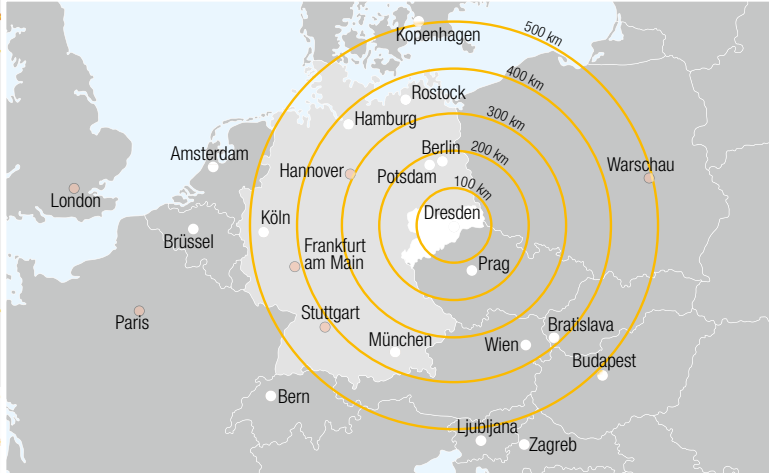 500 km
Kopenhagen
400 km
Rostock
300 km
Hamburg
Berlin
200 km
Amsterdam
Hannover
Potsdam
Warschau
100 km
London
Dresden
Köln
Brüssel
Frankfurt
am Main
Prag
Stuttgart
Paris
Bratislava
München
Wien
Budapest
Bern
Ljubljana
Zagreb